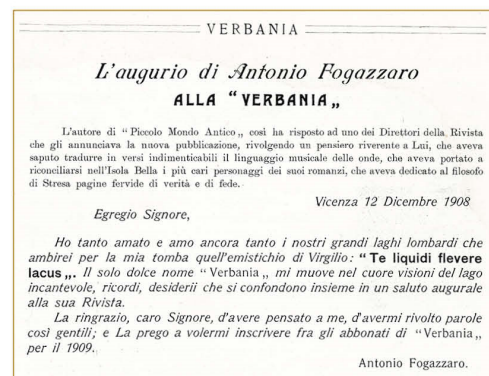 VERBANIA
L'augurio di Antonio Fogazzaro
ALLA “ VERBANIA „
L'autore di “ Piccolo Mondo Antico „ così ha risposto ad uno dei Direttori della Rivista
che gli annunciava la nuova pubblicazione, rivolgendo un pensiero riverente a Lui, che aveva
saputo tradurre in versi indimenticabili il linguaggio musicale delle onde, che aveva portato a
riconciliarsi nell'Isola Bella i più cari personaggi dei suoi romanzi, che aveva dedicato al filosofo
di Stresa pagine fervide di verità e di fede.
Vicenza 12 Dicembre 1908
Egregio Signore,
Ho tanto amato e amo ancora tanto i nostri grandi laghi lombardi che
ambirei per la mia tomba quell'emistichio di Virgilio: “ Te liquidi flevere
lacus „. Il solo dolce nome “ Verbania „ mi muove nel cuore visioni del lago
incantevole, ricordi, desiderii che si confondono insieme in un saluto augurale
alla sua Rivista.
La ringrazio, caro Signore, d'avere pensato a me, d'avermi rivolto parole
così gentili; e La prego a volermi inscrivere fra gli abbonati di “ Verbania „
per il 1909.
Antonio Fogazzaro.